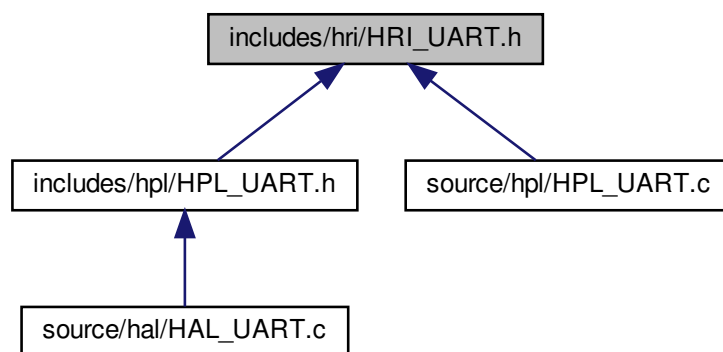 includes/hri/HRI_UART.h
includes/hpl/HPL_UART.h
source/hpl/HPL_UART.c
source/hal/HAL_UART.c